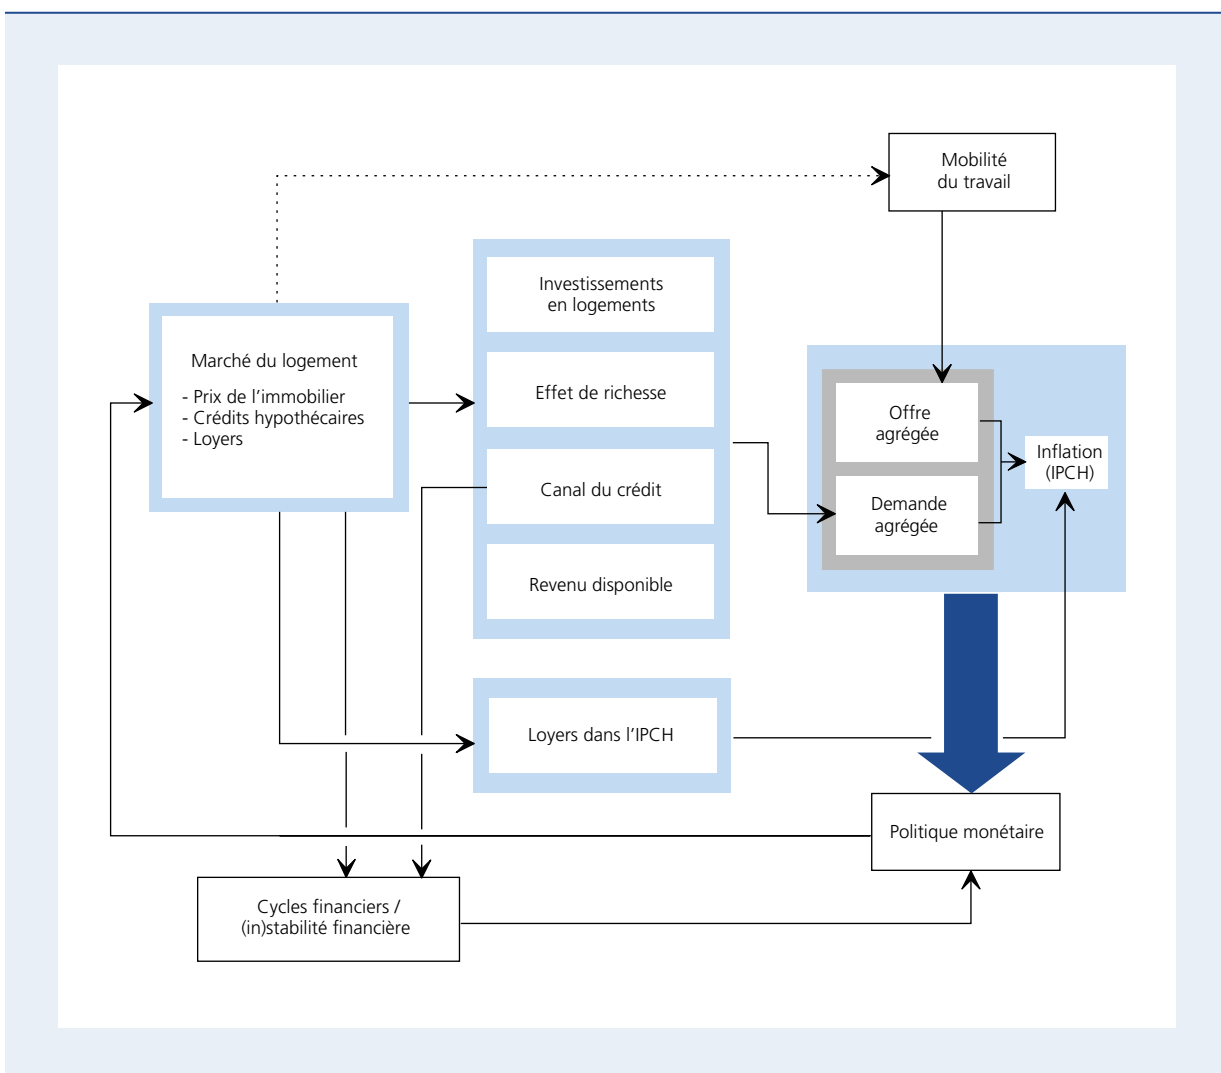 Mobilité
du travail
Investissements
en logements
Marché du logement
- Prix de l’immobilier
- Crédits hypothécaires
- Loyers
Effet de richesse
Canal du crédit
Revenu disponible
Offre
agrégée
Demande
agrégée
Inflation
(IPCH)
Loyers dans l’IPCH
Politique monétaire
Cycles financiers /
(in)stabilité financière